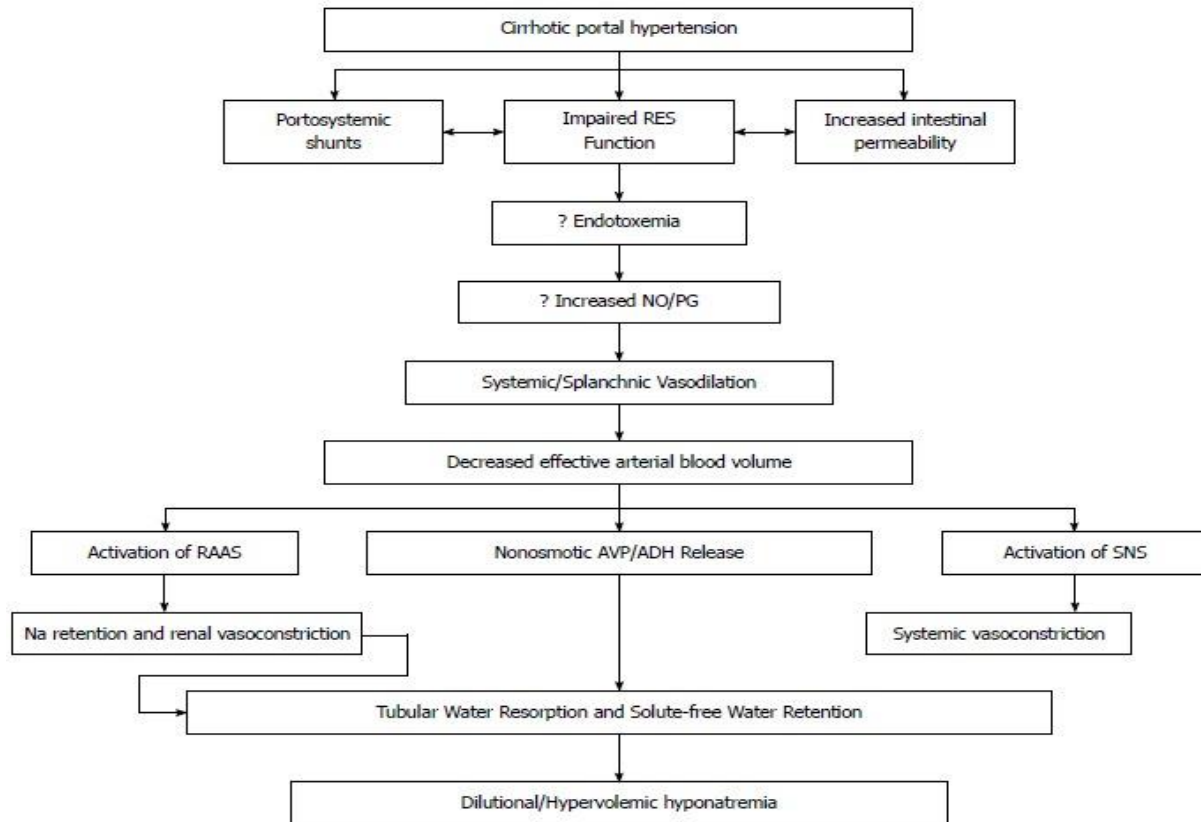 Cirrhotic portal hypertension
Portosystemic
shunts
Impaired RES
Function
Increased intestinal
permeability
? Endotoxemia
? Increased NO/PG
Systemic/Splanchnic Vasodilation
Decreased effective arterial blood volume
Activation of RAAS
Nonosmotic AVP/ADH Release
Activation of SNS
Na retention and renal vasoconstriction
Systemic vasoconstriction
Tubular Water Resorption and Solute-free Water Retention
Dilutional/Hypervolemic hyponatremia